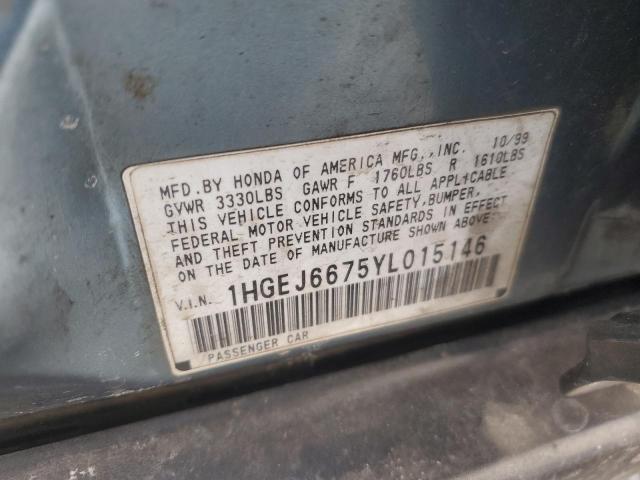 MFD. BY HONDA OF AMERICA MFG., INC. 10/99
GVWR 3330LBS GAWR F 1760LBS R 1610LBS
THIS VEHICLE CONFORMS TO ALL APPLICABLE
FEDERAL MOTOR VEHICLE SAFETY, BUMPER,
AND THEFT PREVENTION STANDARDS IN EFFECT
ON THE DATE OF MANUFACTURE SHOWN ABOVE.
V.I.N. 1HGEJ6675YL015146
PASSENGER CAR